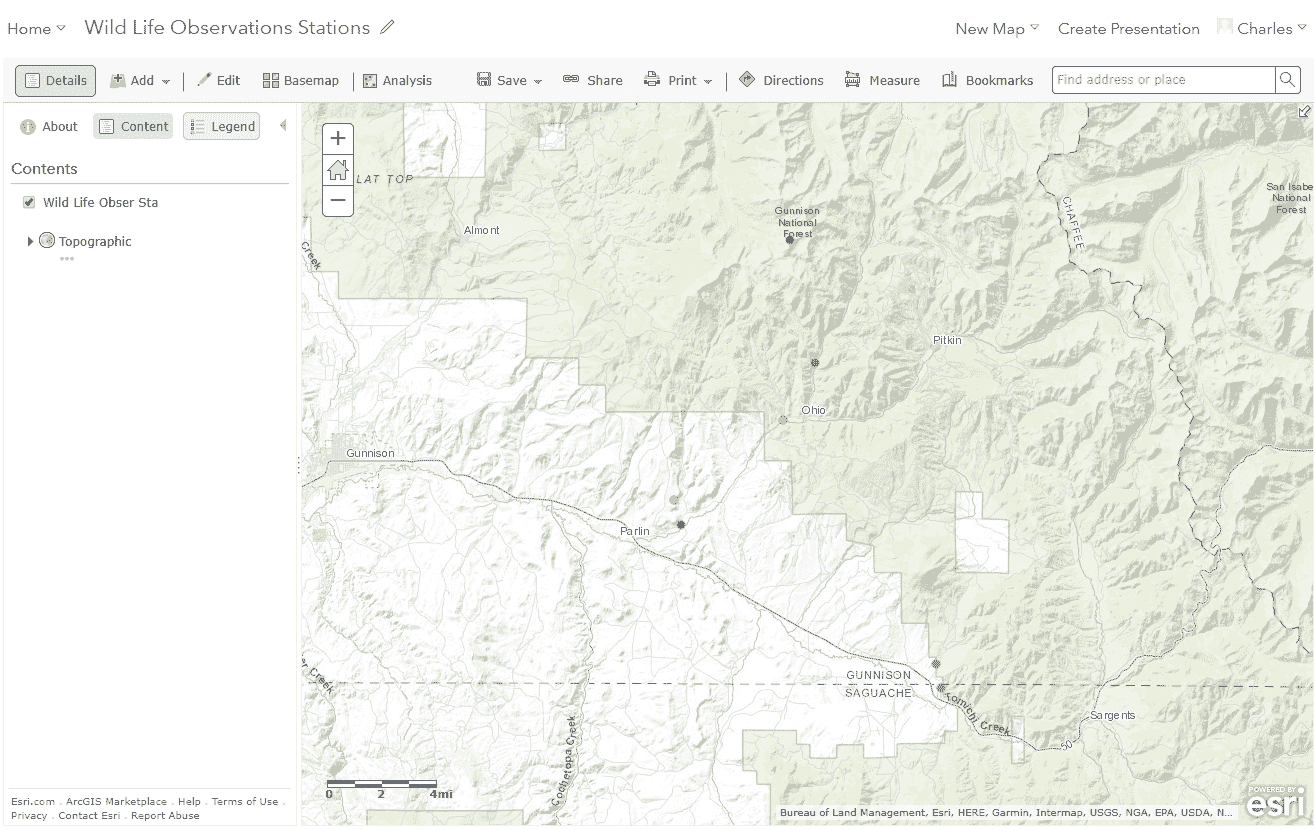 Home Wild Life Observations Stations New Map Create Presentation Charles
Details Add Edit Basemap Analysis Save Share Print Directions Measure Bookmarks Find address or place
About Content Legend
Contents
Wild Life Obser Sta
Topographic
LAT TOP
Almont
Creek
Gunnison
National
Forest
CHAFFEE
San Isabe
National
Forest
Pitkin
Ohio
Gunnison
Parlin
GUNNISON
SAGUACHE
er Creek
Tomichi Creek
Sargents
50
Cochetopa Creek
0 2 4mi
Esri.com . ArcGIS Marketplace . Help . Terms of Use .
Privacy . Contact Esri . Report Abuse
Bureau of Land Management, Esri, HERE, Garmin, Intermap, USGS, NGA, EPA, USDA, N...
POWERED BY
esri